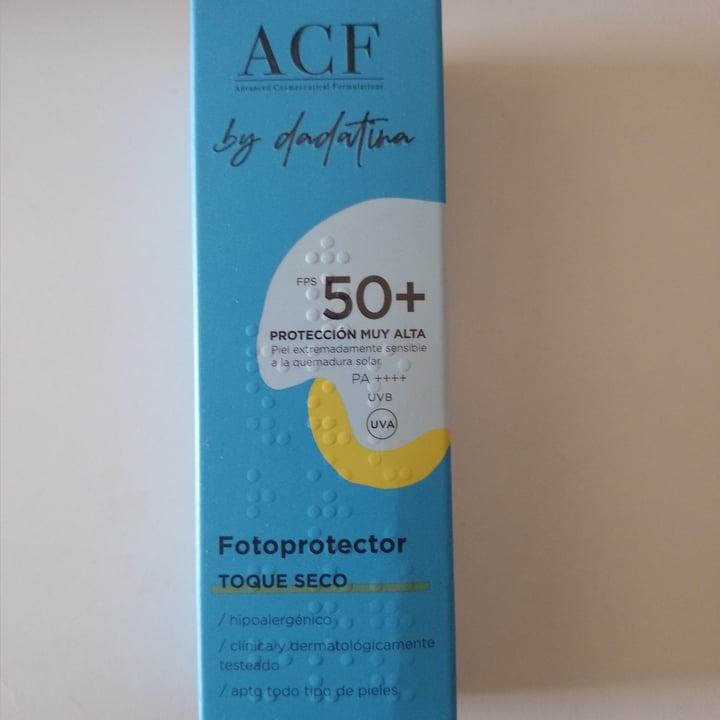 ACF
Advanced Cosmeceutical Formulations
by dadatina
FPS 50+
PROTECCIÓN MUY ALTA
Piel extremadamente sensible
a la quemadura solar.
PA ++++
UVB
UVA
Fotoprotector
TOQUE SECO
/ hipoalergénico
/ clínica y dermatológicamente
testeado
/ apto todo tipo de pieles